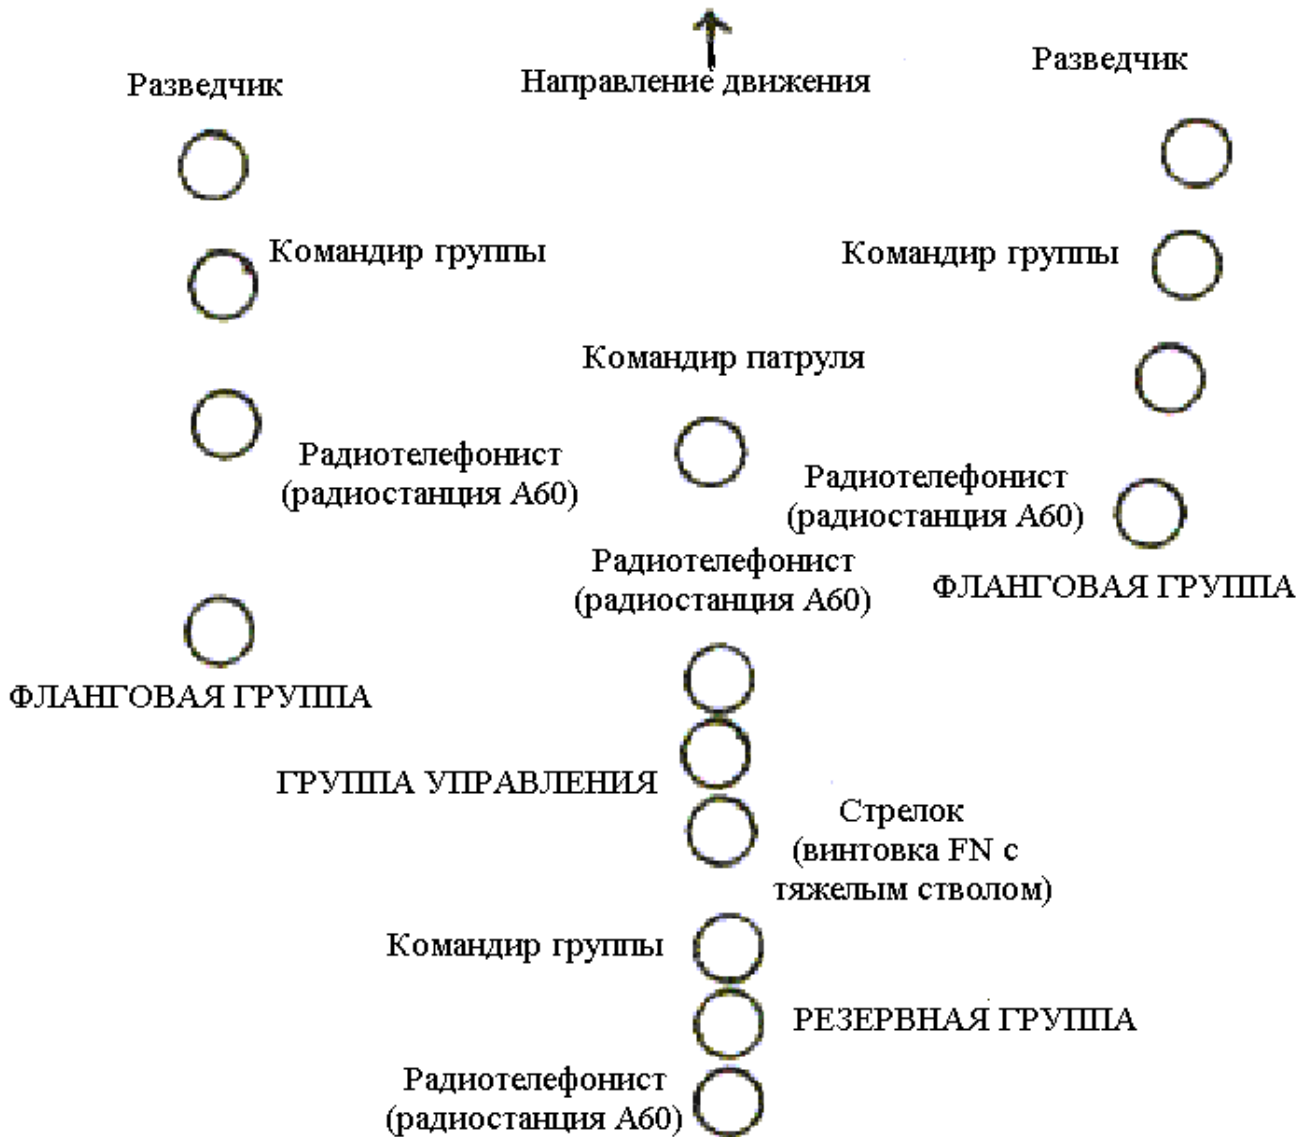 Разведчик
Направление движения
Разведчик
Командир группы
Командир группы
Командир патруля
Радиотелефонист
(радиостанция А60)
Радиотелефонист
(радиостанция А60)
Радиотелефонист
(радиостанция А60)
ФЛАНГОВАЯ ГРУППА
ФЛАНГОВАЯ ГРУППА
ГРУППА УПРАВЛЕНИЯ
Стрелок
(винтовка FN с
тяжелым стволом)
Командир группы
РЕЗЕРВНАЯ ГРУППА
Радиотелефонист
(радиостанция А60)